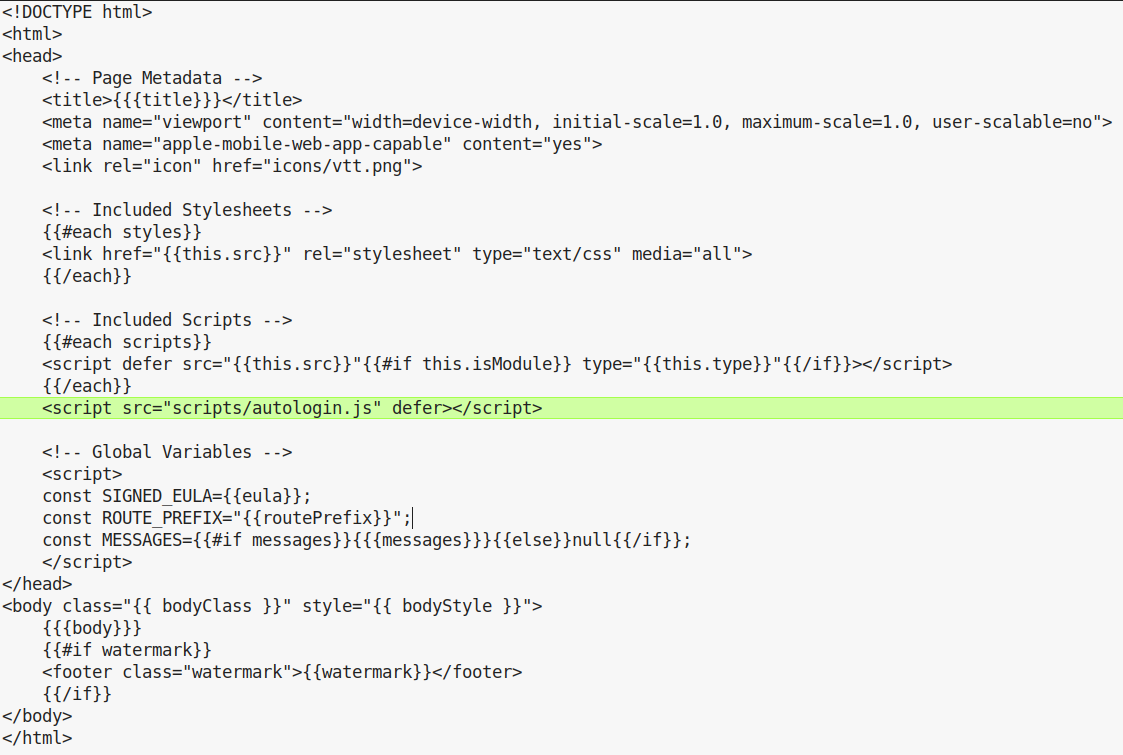 <!DOCTYPE html>
<html>
<head>
    <!-- Page Metadata -->
    <title>{{{title}}}</title>
    <meta name="viewport" content="width=device-width, initial-scale=1.0, maximum-scale=1.0, user-scalable=no">
    <meta name="apple-mobile-web-app-capable" content="yes">
    <link rel="icon" href="icons/vtt.png">

    <!-- Included Stylesheets -->
    {{#each styles}}
    <link href="{{this.src}}" rel="stylesheet" type="text/css" media="all">
    {{/each}}

    <!-- Included Scripts -->
    {{#each scripts}}
    <script defer src="{{this.src}}"{{#if this.isModule}} type="{{this.type}}"{{/if}}></script>
    {{/each}}
    <script src="scripts/autologin.js" defer></script>

    <!-- Global Variables -->
    <script>
    const SIGNED_EULA={{eula}};
    const ROUTE_PREFIX="{{routePrefix}}";
    const MESSAGES={{#if messages}}{{{messages}}}{{else}}null{{/if}};
    </script>
</head>
<body class="{{ bodyClass }}" style="{{ bodyStyle }}">
    {{{body}}}
    {{#if watermark}}
    <footer class="watermark">{{watermark}}</footer>
    {{/if}}
</body>
</html>